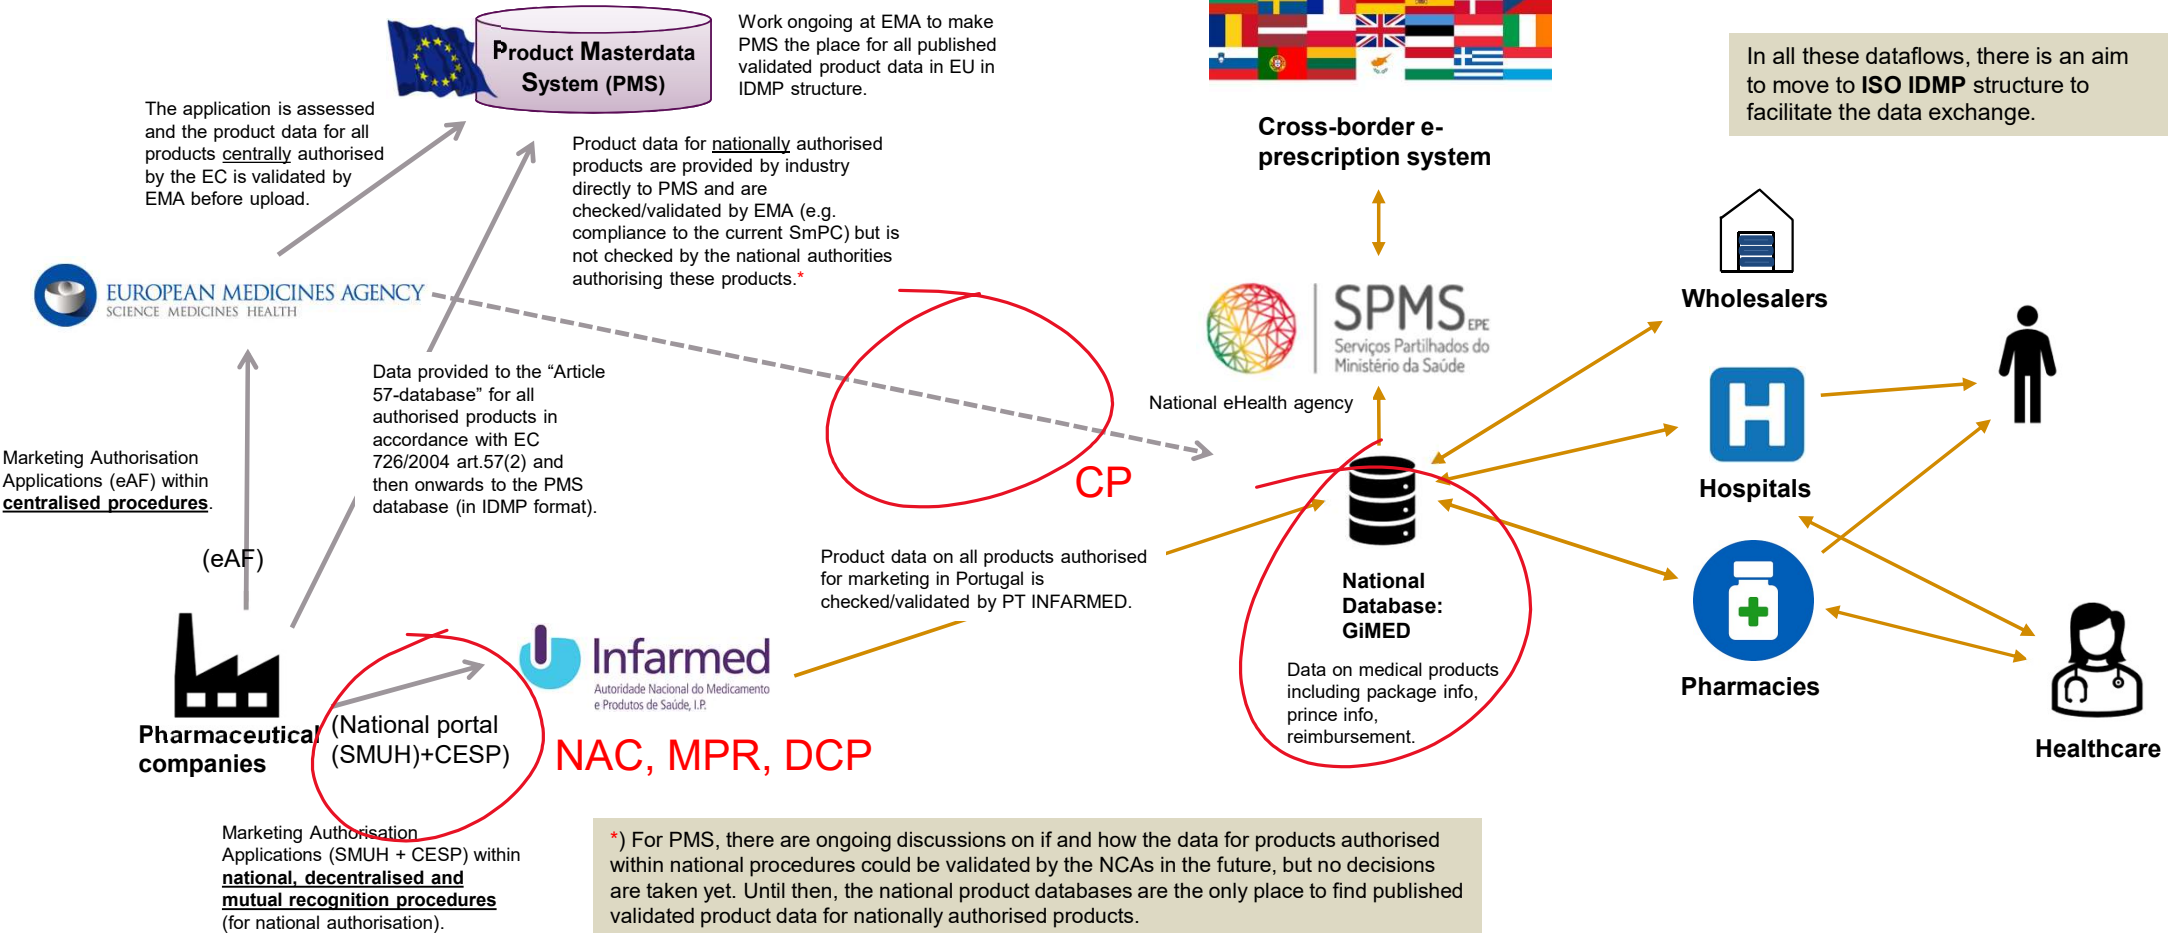 Product Masterdata
System (PMS)
Work ongoing at EMA to make
PMS the place for all published
validated product data in EU in
IDMP structure.
The application is assessed
and the product data for all
products centrally authorised
by the EC is validated by
EMA before upload.
Product data for nationally authorised
products are provided by industry
directly to PMS and are
checked/validated by EMA (e.g.
compliance to the current SmPC) but is
not checked by the national authorities
authorising these products.*
Cross-border e-
prescription system
In all these dataflows, there is an aim
to move to ISO IDMP structure to
facilitate the data exchange.
EUROPEAN MEDICINES AGENCY
SCIENCE MEDICINES HEALTH
SPMS EPE
Serviços Partilhados do
Ministério da Saúde
National eHealth agency
Wholesalers
Data provided to the “Article
57-database” for all
authorised products in
accordance with EC
726/2004 art.57(2) and
then onwards to the PMS
database (in IDMP format).
Marketing Authorisation
Applications (eAF) within
centralised procedures.
(eAF)
CP
H
Hospitals
Product data on all products authorised
for marketing in Portugal is
checked/validated by PT INFARMED.
National
Database:
GiMED
Data on medical products
including package info,
prince info,
reimbursement.
Pharmacies
Healthcare
Infarmed
Autoridade Nacional do Medicamento
e Produtos de Saúde, I.P.
Pharmaceutical
companies
(National portal
(SMUH)+CESP)
NAC, MPR, DCP
Marketing Authorisation
Applications (SMUH + CESP) within
national, decentralised and
mutual recognition procedures
(for national authorisation).
*) For PMS, there are ongoing discussions on if and how the data for products authorised
within national procedures could be validated by the NCAs in the future, but no decisions
are taken yet. Until then, the national product databases are the only place to find published
validated product data for nationally authorised products.